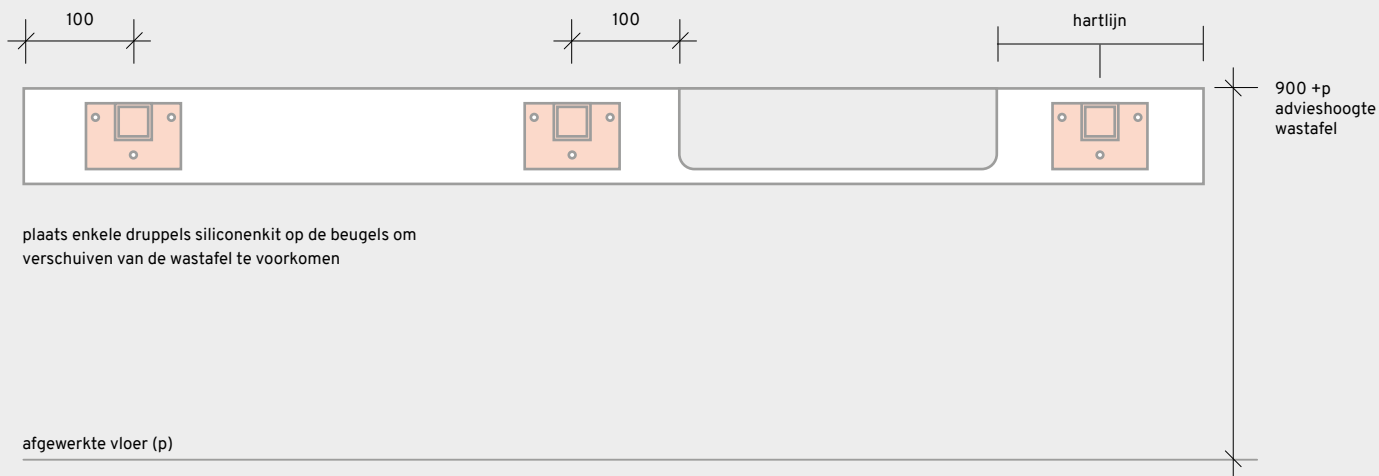 100
100
hartlijn
900 +p
advieshoogte
wastafel
plaats enkele druppels siliconenkit op de beugels om
verschuiven van de wastafel te voorkomen
afgewerkte vloer (p)